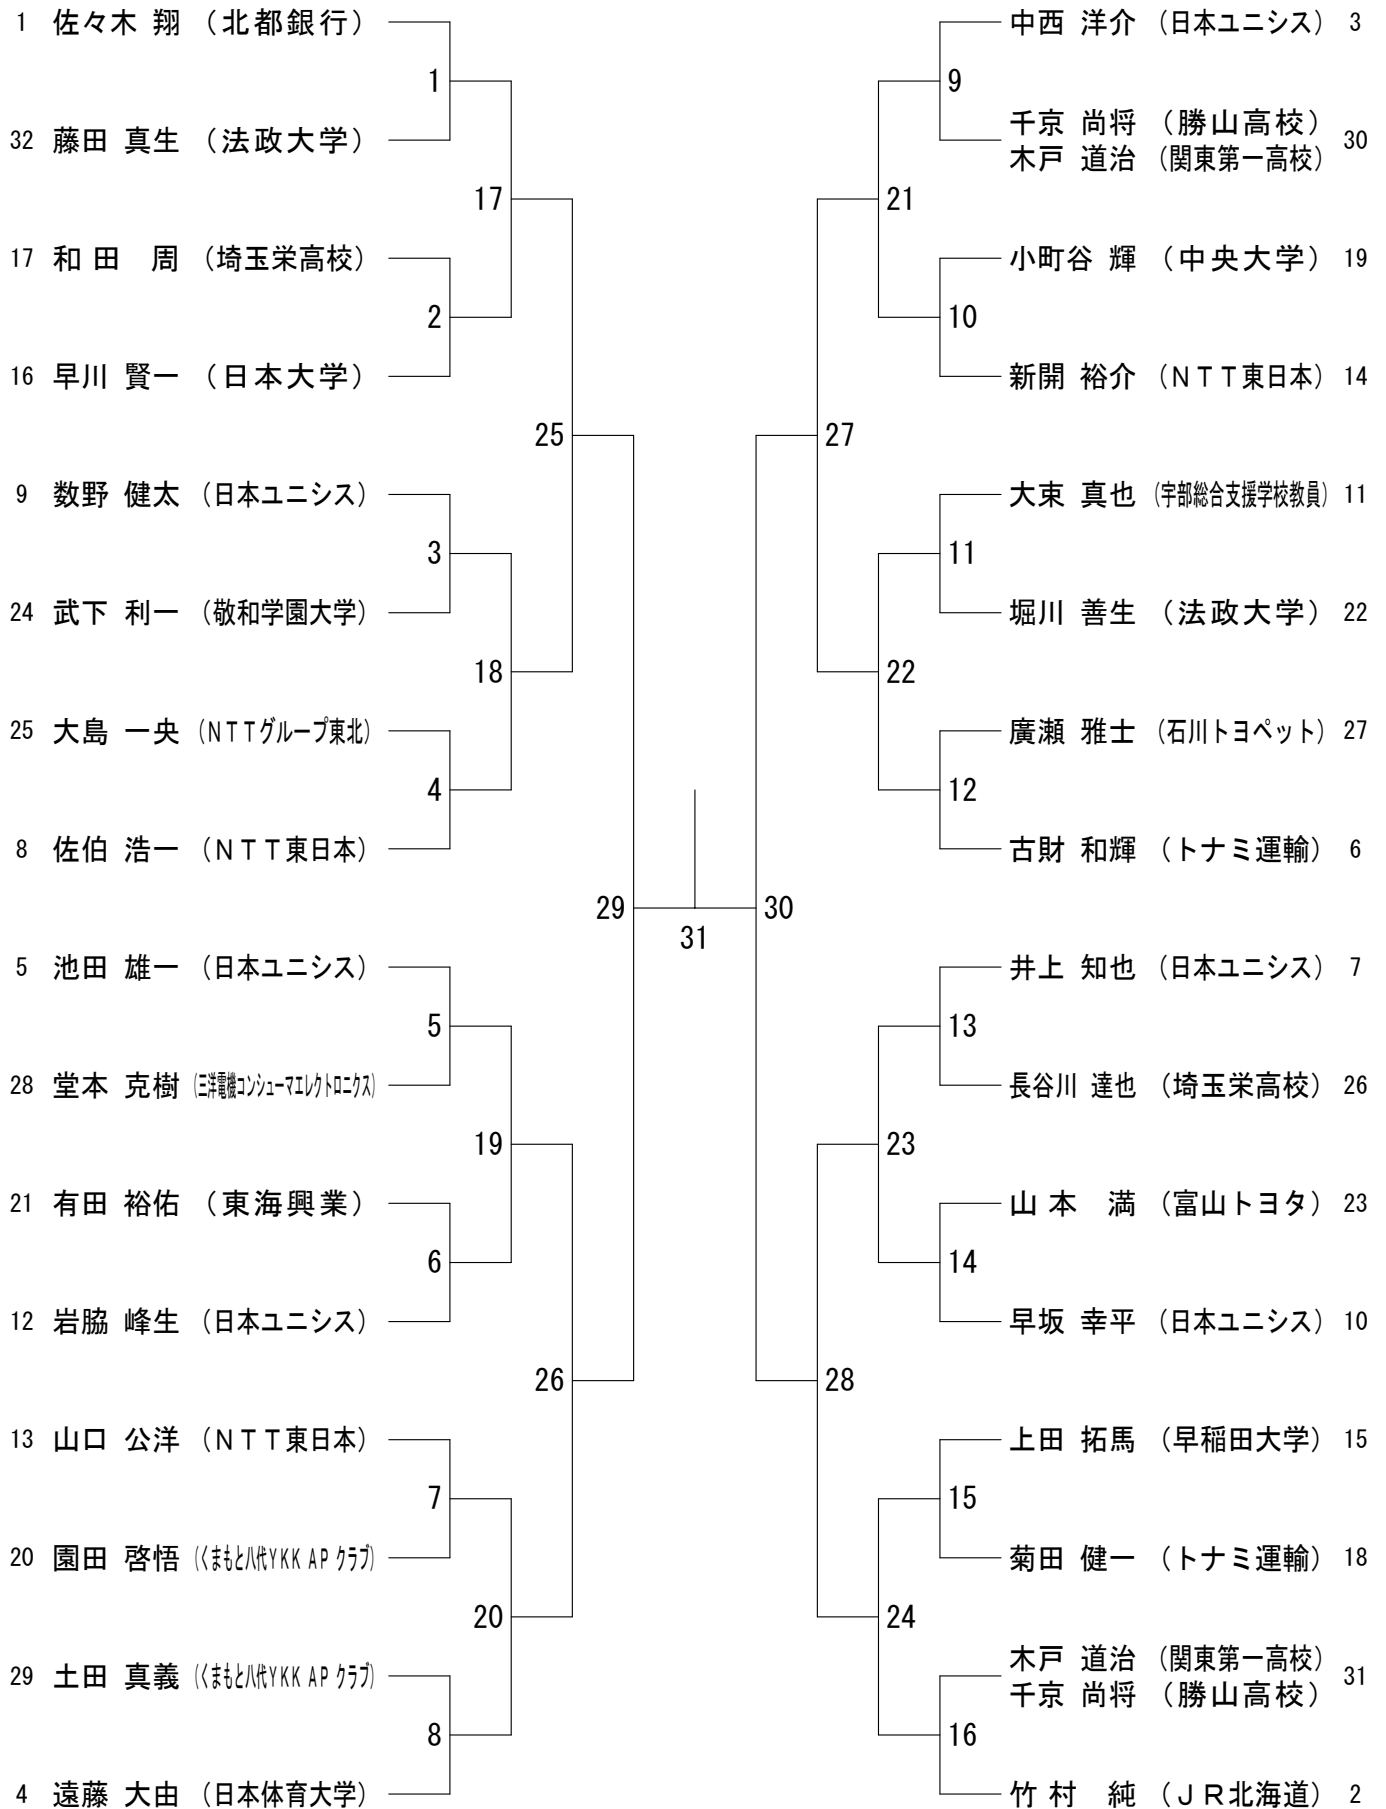 1 佐々木 翔 （北都銀行）
32 藤田 真生 （法政大学）
17 和田 周 （埼玉栄高校）
16 早川 賢一 （日本大学）
9 数野 健太 （日本ユニシス）
24 武下 利一 （敬和学園大学）
25 大島 一央 （ＮＴＴグループ東北）
8 佐伯 浩一 （ＮＴＴ東日本）
5 池田 雄一 （日本ユニシス）
28 堂本 克樹 （三洋電機コンシューマエレクトロニクス）
21 有田 裕佑 （東海興業）
12 岩脇 峰生 （日本ユニシス）
13 山口 公洋 （ＮＴＴ東日本）
20 園田 啓悟 （くまもと八代YKK AP クラブ）
29 土田 真義 （くまもと八代YKK AP クラブ）
4 遠藤 大由 （日本体育大学）
1
2
3
4
5
6
7
8
17
18
19
20
25
26
29
31
30
27
28
21
22
23
24
9
10
11
12
13
14
15
16
中西 洋介 （日本ユニシス） 3
千京 尚将 （勝山高校）
木戸 道治 （関東第一高校） 30
小町谷 輝 （中央大学） 19
新開 裕介 （ＮＴＴ東日本） 14
大束 真也 （宇部総合支援学校教員） 11
堀川 善生 （法政大学） 22
廣瀬 雅士 （石川トヨペット） 27
古財 和輝 （トナミ運輸） 6
井上 知也 （日本ユニシス） 7
長谷川 達也 （埼玉栄高校） 26
山本 満 （富山トヨタ） 23
早坂 幸平 （日本ユニシス） 10
上田 拓馬 （早稲田大学） 15
菊田 健一 （トナミ運輸） 18
木戸 道治 （関東第一高校）
千京 尚将 （勝山高校） 31
竹村 純 （ＪＲ北海道） 2